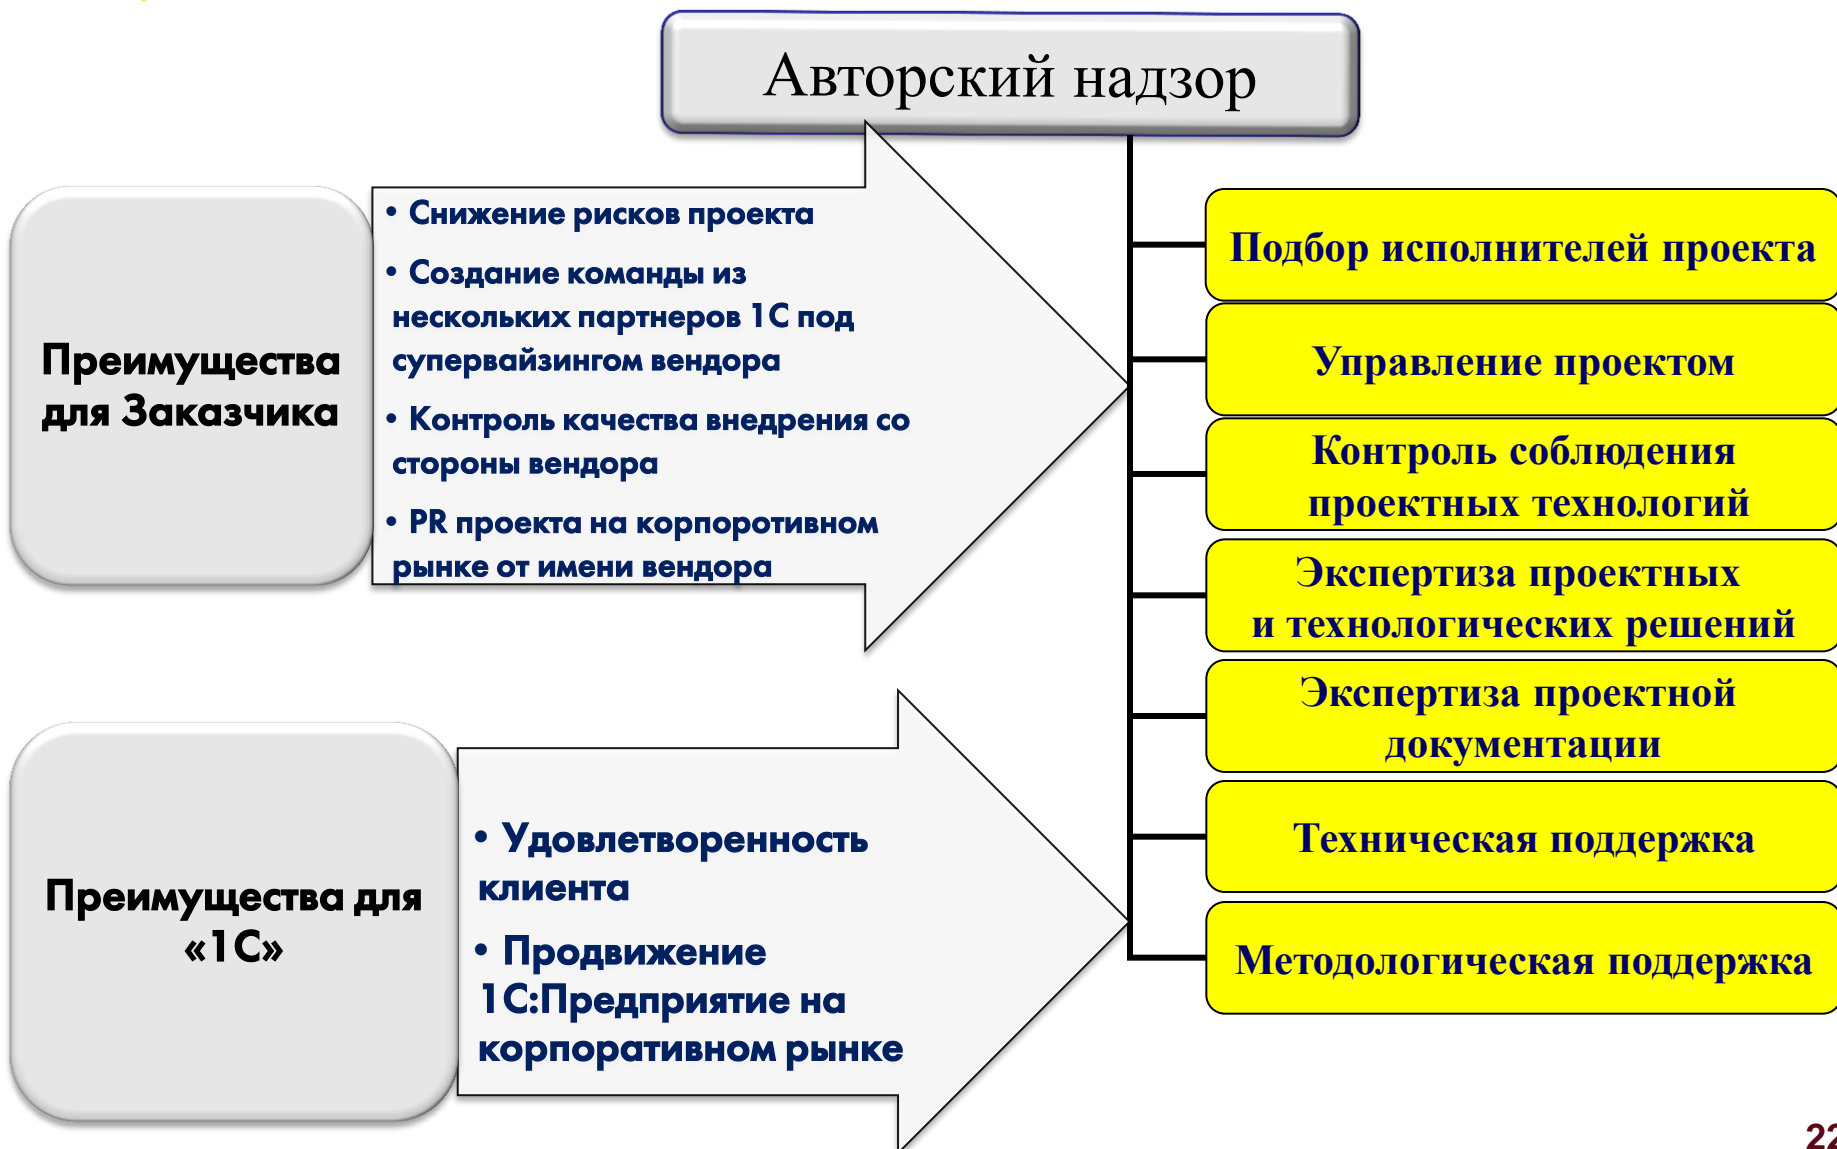 Авторский надзор
Преимущества
для Заказчика
• Снижение рисков проекта
• Создание команды из
нескольких партнеров 1С под
супервайзингом вендора
• Контроль качества внедрения со
стороны вендора
• PR проекта на корпоротивном
рынке от имени вендора
Преимущества для
«1С»
• Удовлетворенность
клиента
• Продвижение
1С:Предприятие на
корпоративном рынке
Подбор исполнителей проекта
Управление проектом
Контроль соблюдения
проектных технологий
Экспертиза проектных
и технологических решений
Экспертиза проектной
документации
Техническая поддержка
Методологическая поддержка
22